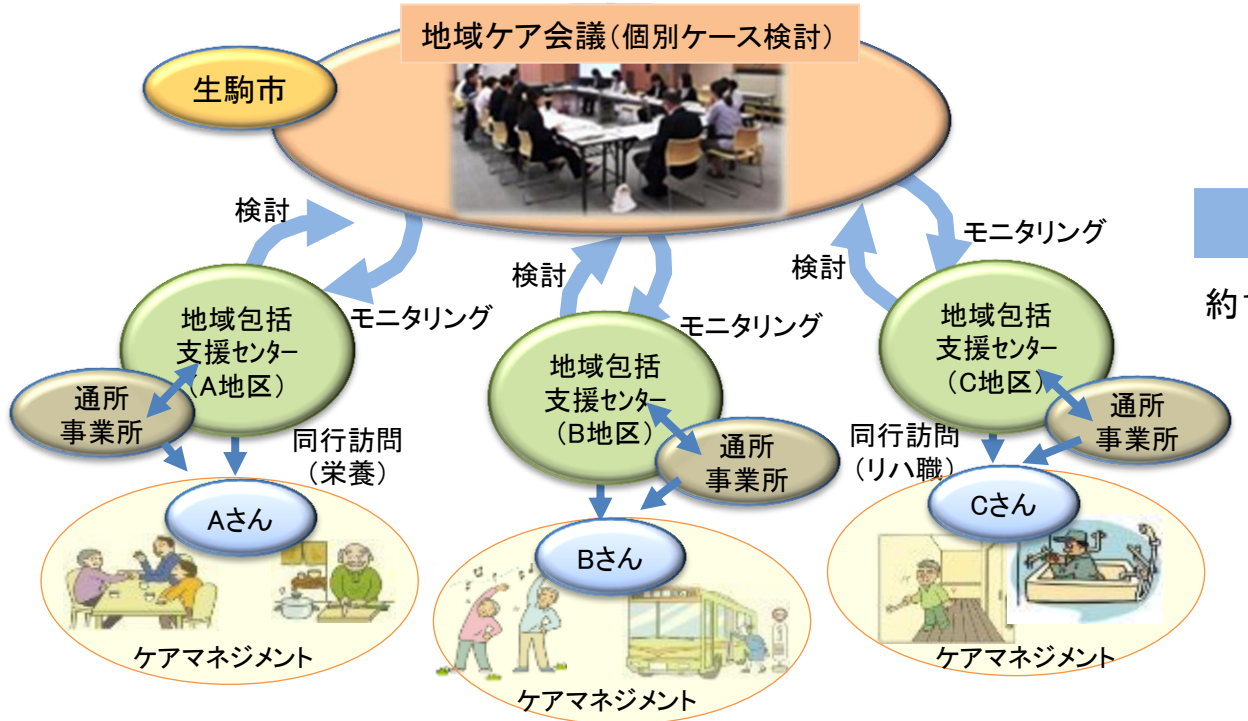 地域ケア会議(個別ケース検討)
生駒市
検討
モニタリング
検討
モニタリング
検討
モニタリング
約
地域包括
支援センター
(A地区)
通所
事業所
同行訪問
(栄養)
Aさん
ケアマネジメント
地域包括
支援センター
(B地区)
通所
事業所
Bさん
ケアマネジメント
地域包括
支援センター
(C地区)
通所
事業所
同行訪問
(リハ職)
Cさん
ケアマネジメント